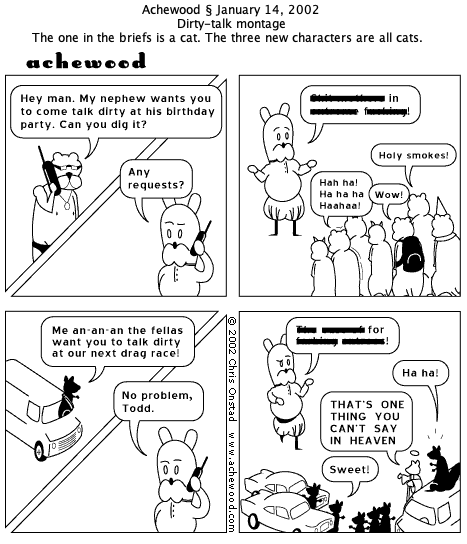 Achewood § January 14, 2002
Dirty-talk montage
The one in the briefs is a cat. The three new characters are all cats.
achewood
Hey man. My nephew wants you
to come talk dirty at his birthday
party. Can you dig it?
Any
requests?
in
!
Holy smokes!
Hah ha!
Ha ha ha
Haahaa!
Wow!
Me an-an-an the fellas
want you to talk dirty
at our next drag race!
No problem,
Todd.
© 2002 Chris Onstad www.achewood.com
for
!
Ha ha!
THAT'S ONE
THING YOU
CAN'T SAY
IN HEAVEN
Sweet!